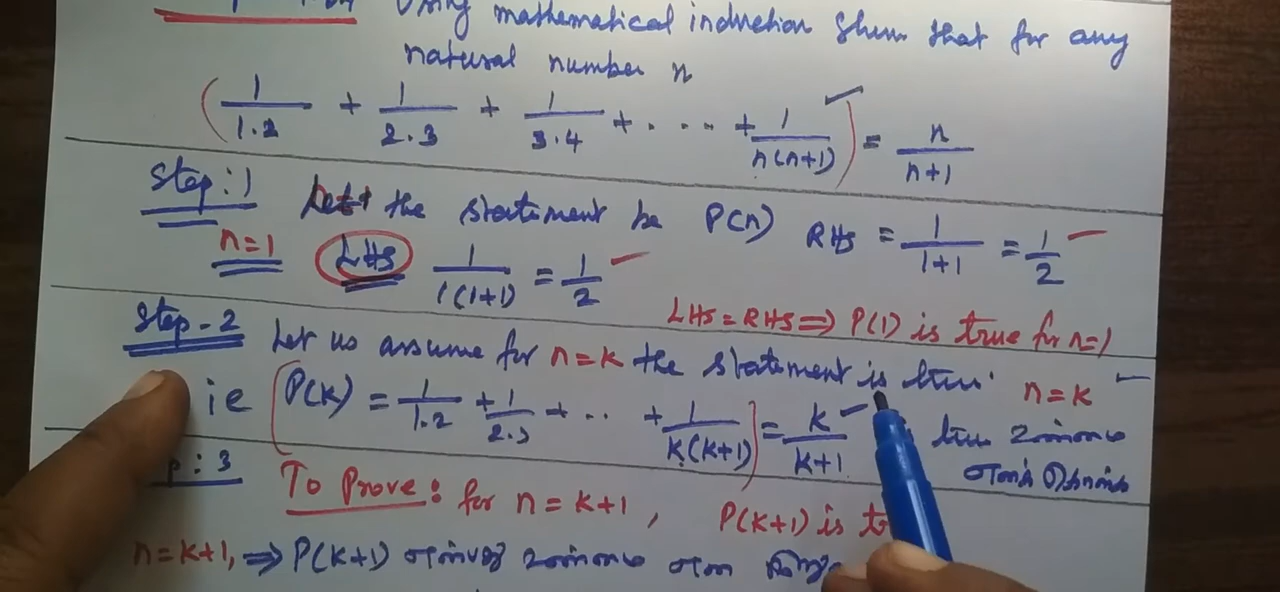 Using mathematical induction show that for any
natural number n
(1/1.2 + 1/2.3 + 1/3.4 + . . .. + 1/n(n+1)) = n/n+1
Step:1 Let the statement be P(n) RHS = 1/1+1 = 1/2
n=1 LHS 1/1(1+1) = 1/2
LHS=RHS ⇒ P(1) is true for n=1
Step-2 Let us assume for n=k the statement is true. n=k
ie (P(k) = 1/1.2 + 1/2.3 + .. + 1/k(k+1)) = k/k+1 true
p:3 To Prove: for n=k+1, P(k+1) is t
n=k+1, ⇒ P(k+1)